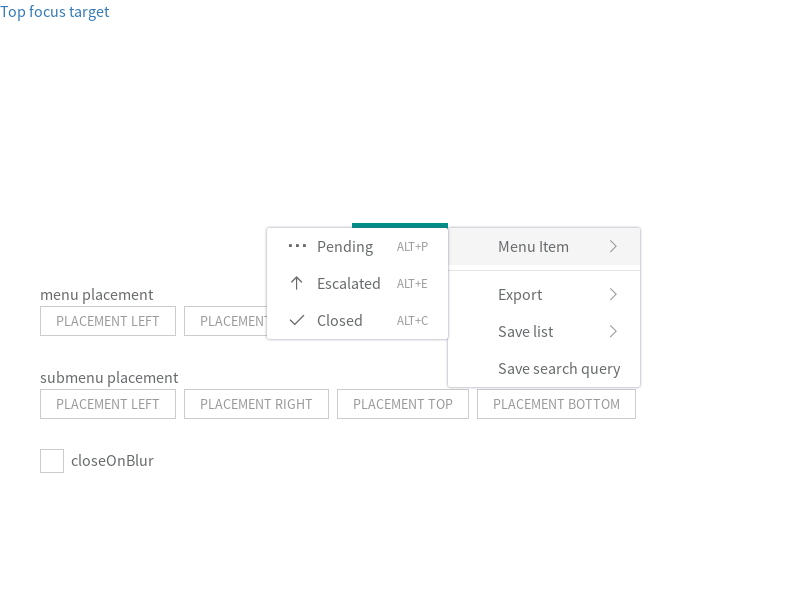 Top focus target
Pending ALT+P
Escalated ALT+E
Closed ALT+C
Menu Item
Export
Save list
Save search query
menu placement
PLACEMENT LEFT
submenu placement
PLACEMENT LEFT PLACEMENT RIGHT PLACEMENT TOP PLACEMENT BOTTOM
closeOnBlur